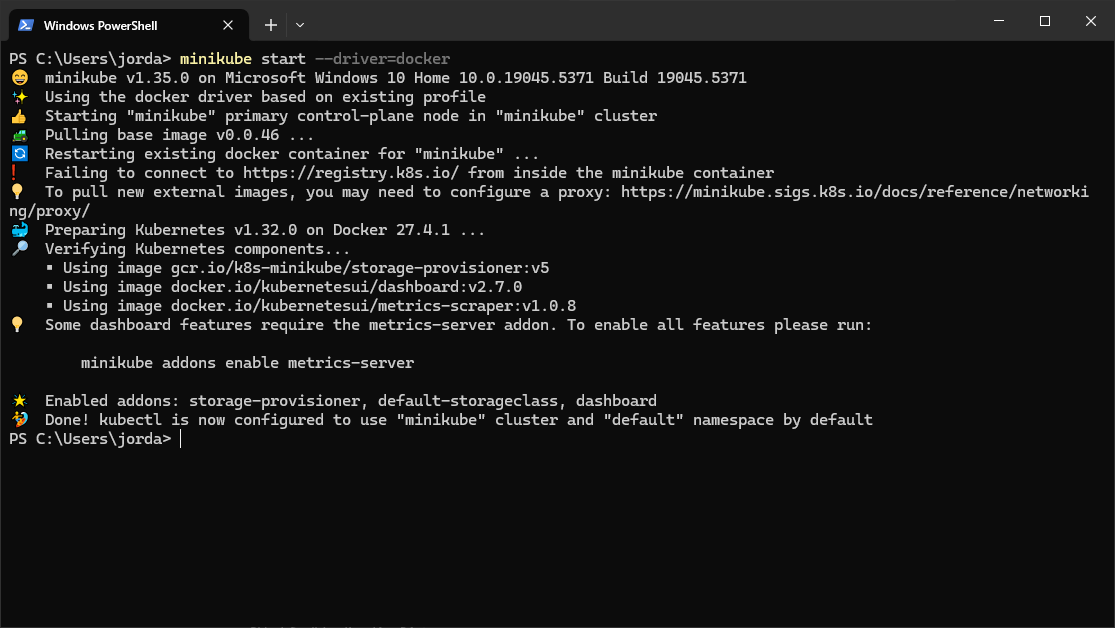 Windows PowerShell
PS C:\Users\jorda> minikube start --driver=docker
minikube v1.35.0 on Microsoft Windows 10 Home 10.0.19045.5371 Build 19045.5371
Using the docker driver based on existing profile
Starting "minikube" primary control-plane node in "minikube" cluster
Pulling base image v0.0.46 ...
Restarting existing docker container for "minikube" ...
Failing to connect to https://registry.k8s.io/ from inside the minikube container
To pull new external images, you may need to configure a proxy: https://minikube.sigs.k8s.io/docs/reference/networki
ng/proxy/
Preparing Kubernetes v1.32.0 on Docker 27.4.1 ...
Verifying Kubernetes components...
▪ Using image gcr.io/k8s-minikube/storage-provisioner:v5
▪ Using image docker.io/kubernetesui/dashboard:v2.7.0
▪ Using image docker.io/kubernetesui/metrics-scraper:v1.0.8
Some dashboard features require the metrics-server addon. To enable all features please run:
minikube addons enable metrics-server
Enabled addons: storage-provisioner, default-storageclass, dashboard
Done! kubectl is now configured to use "minikube" cluster and "default" namespace by default
PS C:\Users\jorda>